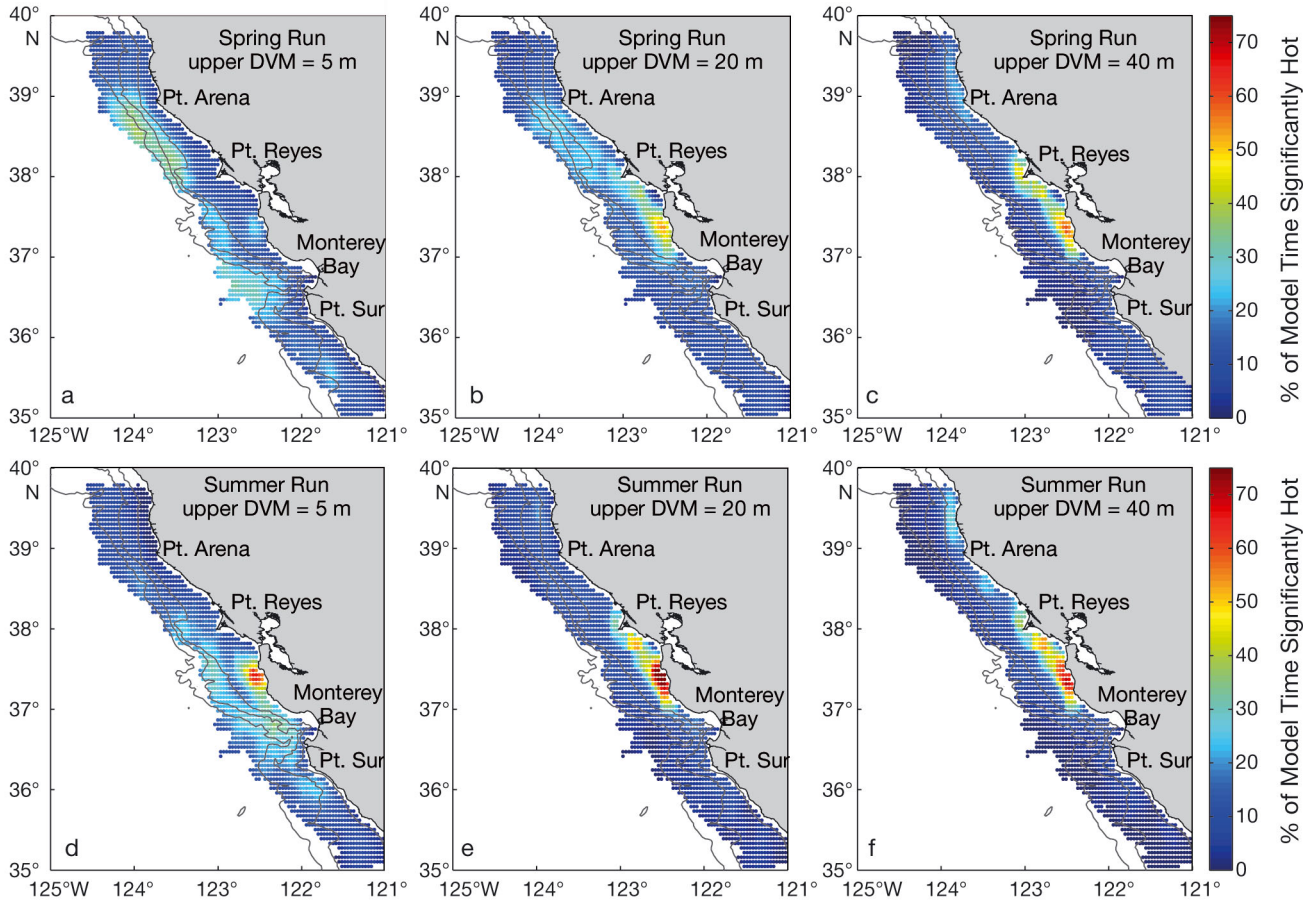 40°
N
39°
38°
37°
36°
35°
125°W
124°
123°
122°
121°
Spring Run
upper DVM = 5 m
Pt. Arena
Pt. Reyes
Monterey
Bay
Pt. Sur
a
40°
N
39°
38°
37°
36°
35°
125°W
124°
123°
122°
121°
Spring Run
upper DVM = 20 m
Pt. Arena
Pt. Reyes
Monterey
Bay
Pt. Sur
b
40°
N
39°
38°
37°
36°
35°
125°W
124°
123°
122°
121°
Spring Run
upper DVM = 40 m
Pt. Arena
Pt. Reyes
Monterey
Bay
Pt. Sur
c
70
60
50
40
30
20
10
0
% of Model Time Significantly Hot
40°
N
39°
38°
37°
36°
35°
125°W
124°
123°
122°
121°
Summer Run
upper DVM = 5 m
Pt. Arena
Pt. Reyes
Monterey
Bay
Pt. Sur
d
40°
N
39°
38°
37°
36°
35°
125°W
124°
123°
122°
121°
Summer Run
upper DVM = 20 m
Pt. Arena
Pt. Reyes
Monterey
Bay
Pt. Sur
e
40°
N
39°
38°
37°
36°
35°
125°W
124°
123°
122°
121°
Summer Run
upper DVM = 40 m
Pt. Arena
Pt. Reyes
Monterey
Bay
Pt. Sur
f
70
60
50
40
30
20
10
0
% of Model Time Significantly Hot